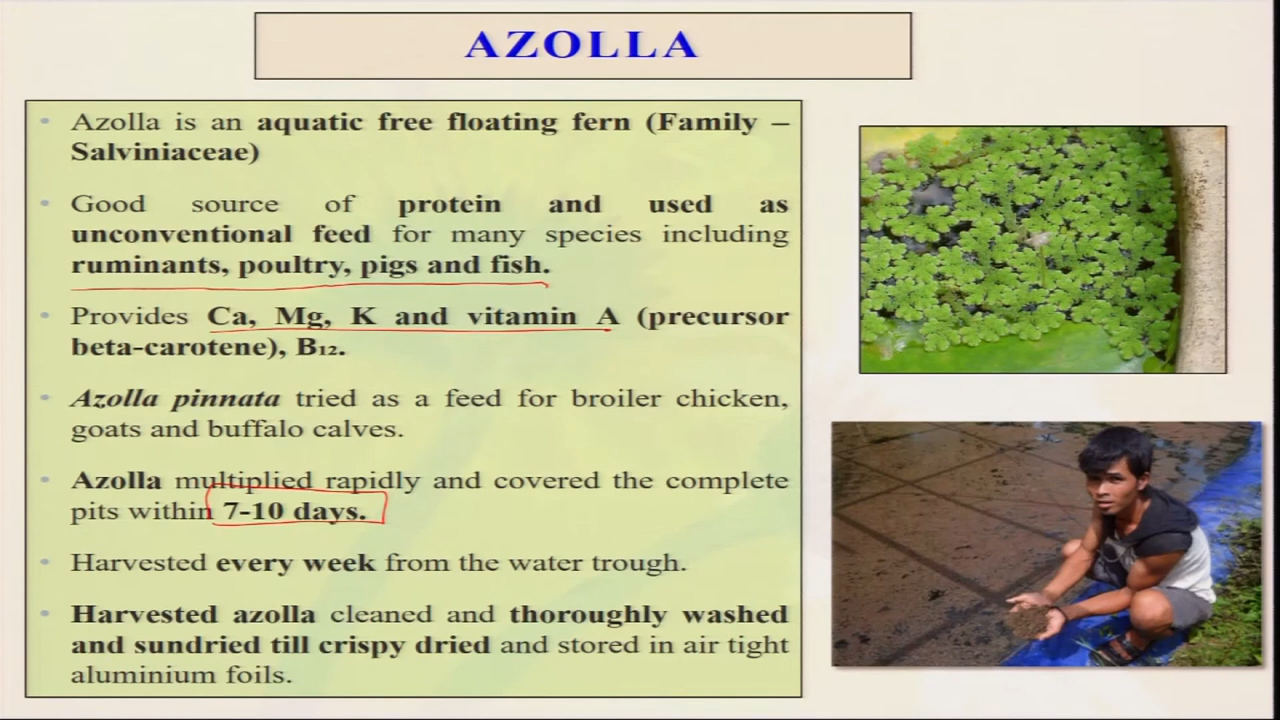 AZOLLA
• Azolla is an aquatic free floating fern (Family –
Salviniaceae)
• Good source of protein and used as
unconventional feed for many species including
ruminants, poultry, pigs and fish.
• Provides Ca, Mg, K and vitamin A (precursor
beta-carotene), B₁₂.
• Azolla pinnata tried as a feed for broiler chicken,
goats and buffalo calves.
• Azolla multiplied rapidly and covered the complete
pits within 7-10 days.
• Harvested every week from the water trough.
• Harvested azolla cleaned and thoroughly washed
and sundried till crispy dried and stored in air tight
aluminium foils.